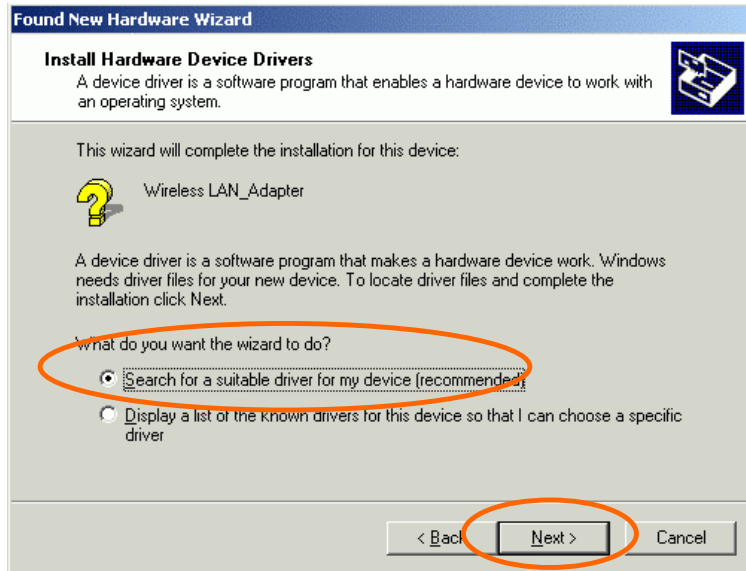 Found New Hardware Wizard
Install Hardware Device Drivers
A device driver is a software program that enables a hardware device to work with
an operating system.
This wizard will complete the installation for this device:
Wireless LAN_Adapter
A device driver is a software program that makes a hardware device work. Windows
needs driver files for your new device. To locate driver files and complete the
installation click Next.
What do you want the wizard to do?
Search for a suitable driver for my device (recommended)
Display a list of the known drivers for this device so that I can choose a specific
driver
< Back
Next >
Cancel